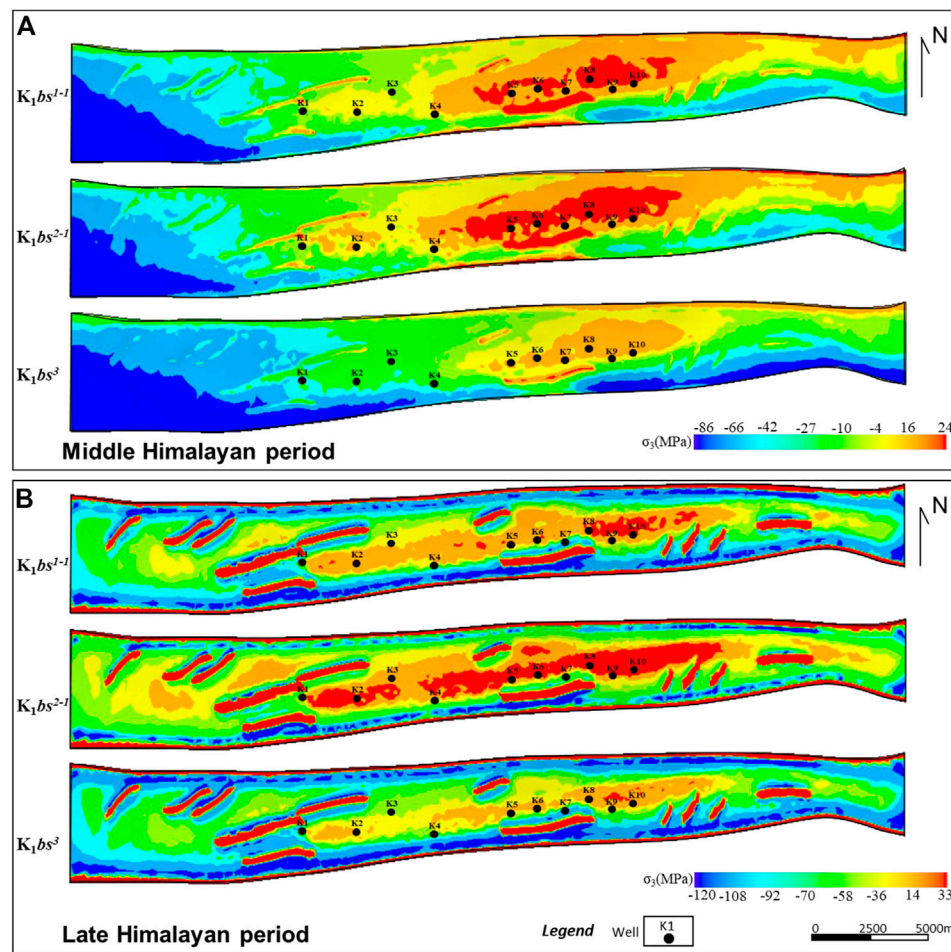 A
N
K₁bs¹⁻¹
K1 K2 K3 K4 K5 K6 K7 K8 K9 K10
K₁bs²⁻¹
K1 K2 K3 K4 K5 K6 K7 K8 K9 K10
K₁bs³
K1 K2 K3 K4 K5 K6 K7 K8 K9 K10
Middle Himalayan period
σ₃(MPa)
-86 -66 -42 -27 -10 -4 16 24
B
N
K₁bs¹⁻¹
K1 K2 K3 K4 K5 K6 K7 K8 K9 K10
K₁bs²⁻¹
K1 K2 K3 K4 K5 K6 K7 K8 K9 K10
K₁bs³
K1 K2 K3 K4 K5 K6 K7 K8 K9 K10
σ₃(MPa)
-120 -108 -92 -70 -58 -36 14 33
Late Himalayan period
Legend Well K1
0 2500 5000m